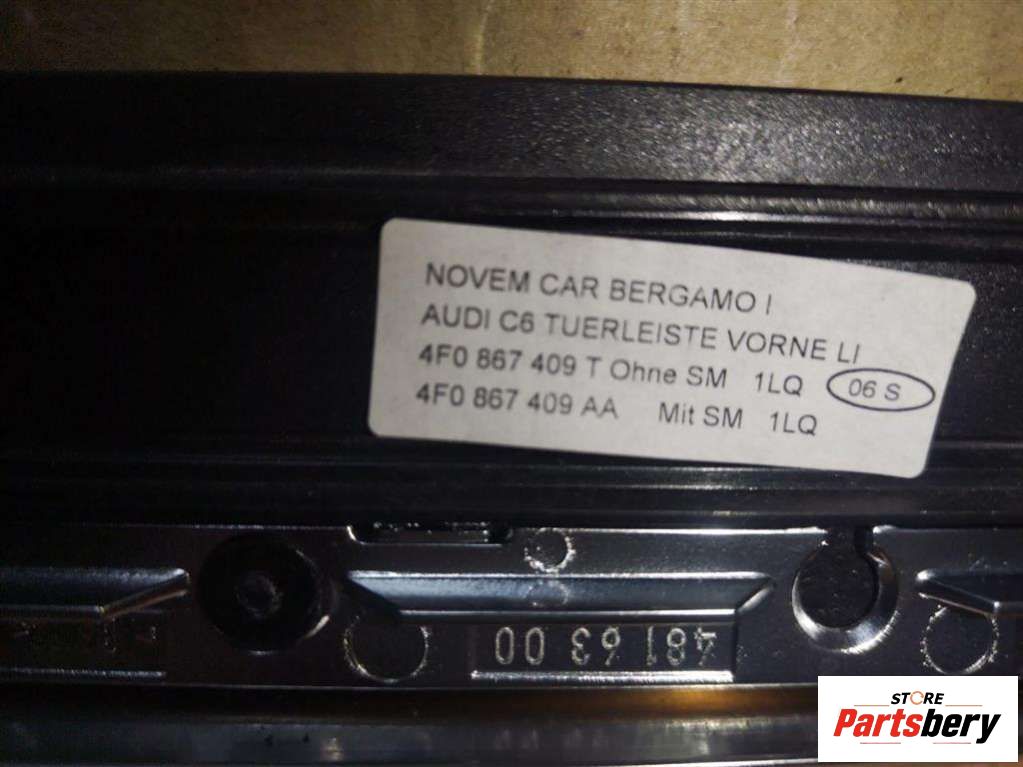 NOVEM CAR BERGAMO I
AUDI C6 TUERLEISTE VORNE LI
4F0 867 409 T Ohne SM 1LQ 06 S
4F0 867 409 AA Mit SM 1LQ
481 63 00
STORE
Partsbery